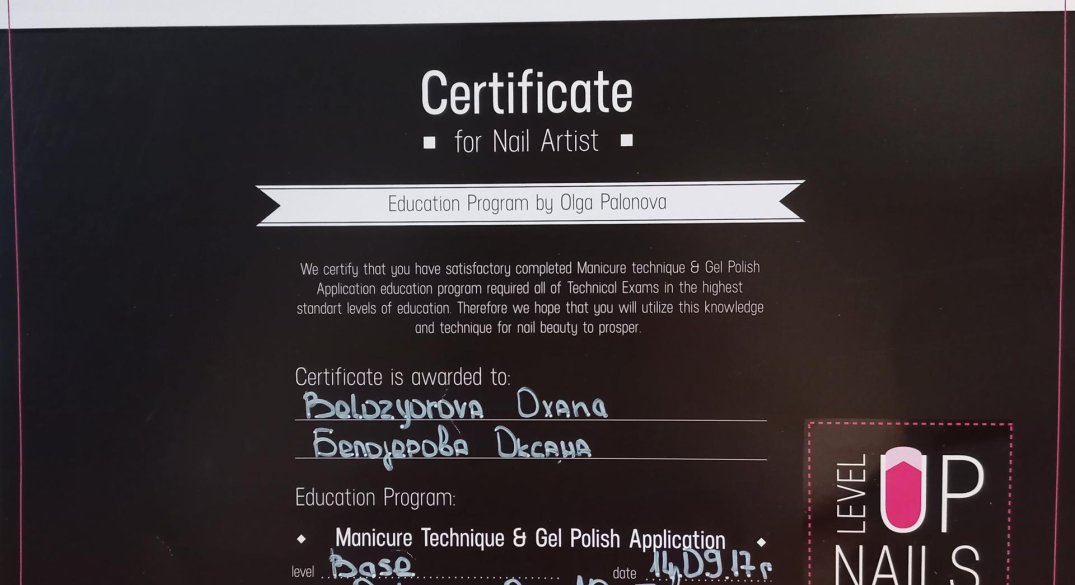 Certificate
for Nail Artist
Education Program by Olga Palonova
We certify that you have satisfactory completed Manicure technique & Gel Polish
Application education program required all of Technical Exams in the highest
standart levels of education. Therefore we hope that you will utilize this knowledge
and technique for nail beauty to prosper.
Certificate is awarded to:
Belozyorova Oxana
Белозерова Оксана
Education Program:
Manicure Technique & Gel Polish Application
level Base date 14.09.17г
LEVEL UP
NAILS